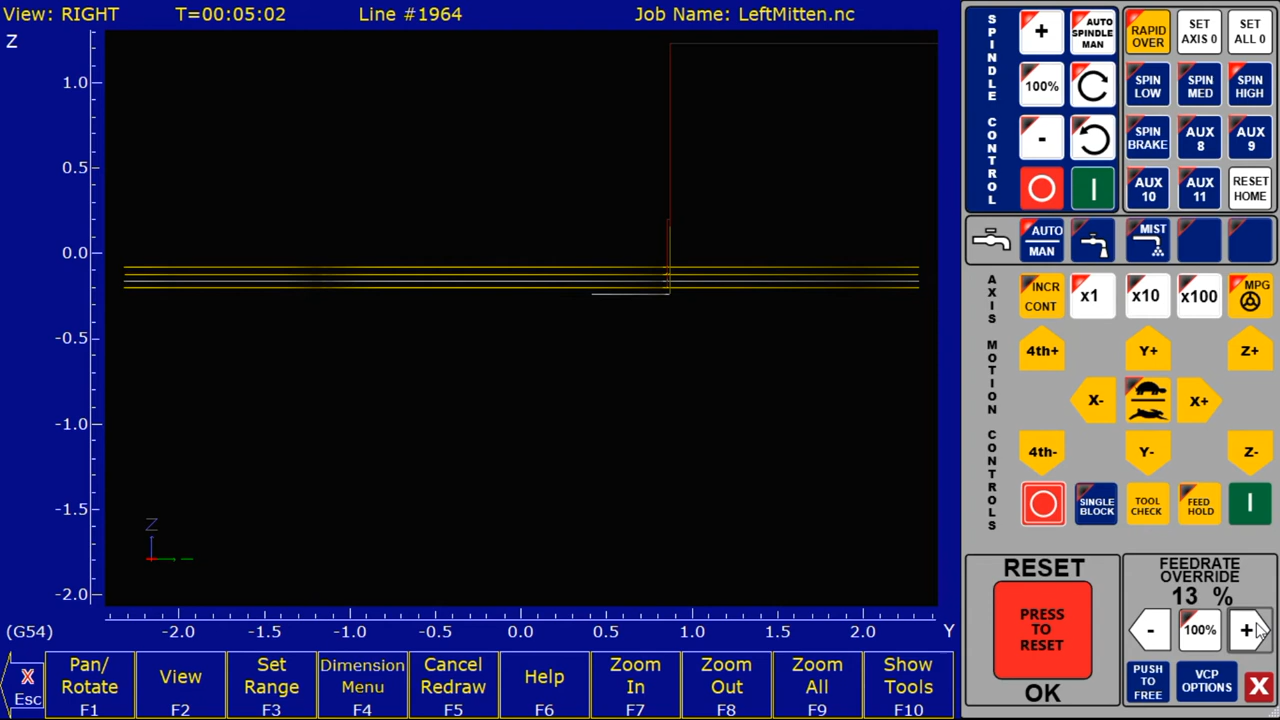 View: RIGHT T=00:05:02 Line #1964 Job Name: LeftMitten.nc
Z
1.0
0.5
0.0
-0.5
-1.0
-1.5
-2.0
Z
-2.0 -1.5 -1.0 -0.5 0.0 0.5 1.0 1.5 2.0 Y
(G54)
X
Esc
Pan/
Rotate
F1
View
F2
Set
Range
F3
Dimension
Menu
F4
Cancel
Redraw
F5
Help
F6
Zoom
In
F7
Zoom
Out
F8
Zoom
All
F9
Show
Tools
F10
SPINDLE CONTROL
+
AUTO
SPINDLE
MAN
100%
-
RAPID
OVER
SET
AXIS 0
SET
ALL 0
SPIN
LOW
SPIN
MED
SPIN
HIGH
SPIN
BRAKE
AUX
8
AUX
9
AUX
10
AUX
11
RESET
HOME
AUTO
MAN
MIST
AXIS MOTION CONTROLS
INCR
CONT
x1
x10
x100
MPG
4th+
Y+
Z+
X-
X+
4th-
Y-
Z-
SINGLE
BLOCK
TOOL
CHECK
FEED
HOLD
RESET
PRESS
TO
RESET
OK
FEEDRATE
OVERRIDE
13 %
-
100%
+
PUSH
TO
FREE
VCP
OPTIONS
X